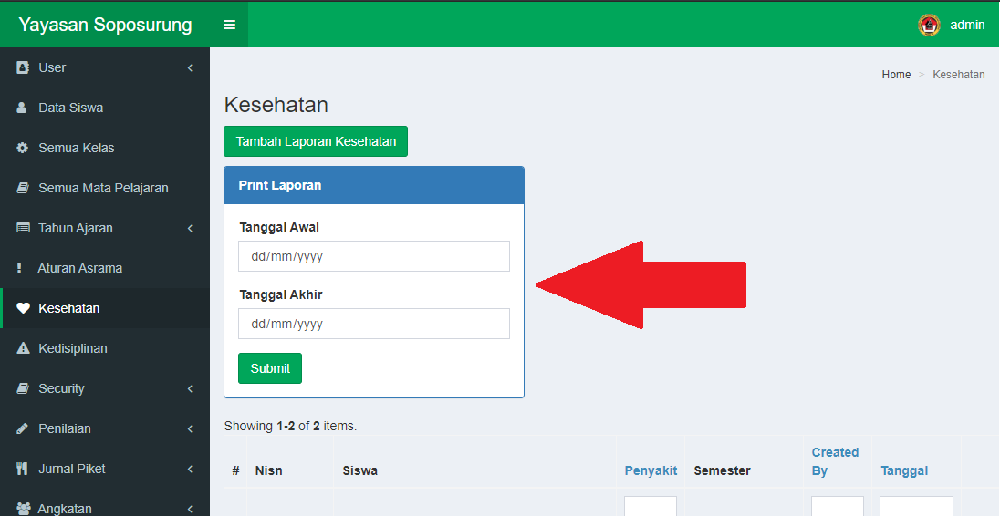 Yayasan Soposurung
admin
User
Data Siswa
Semua Kelas
Semua Mata Pelajaran
Tahun Ajaran
Aturan Asrama
Kesehatan
Kedisiplinan
Security
Penilaian
Jurnal Piket
Angkatan
Home > Kesehatan
Kesehatan
Tambah Laporan Kesehatan
Print Laporan
Tanggal Awal
dd/mm/yyyy
Tanggal Akhir
dd/mm/yyyy
Submit
Showing 1-2 of 2 items.
# Nisn Siswa Penyakit Semester Created By Tanggal